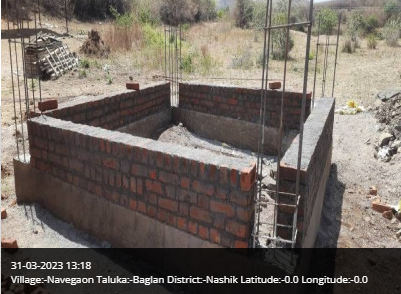 31-03-2023 13:18
Village:-Navegaon Taluka:-Baglan District:-Nashik Latitude:-0.0 Longitude:-0.0